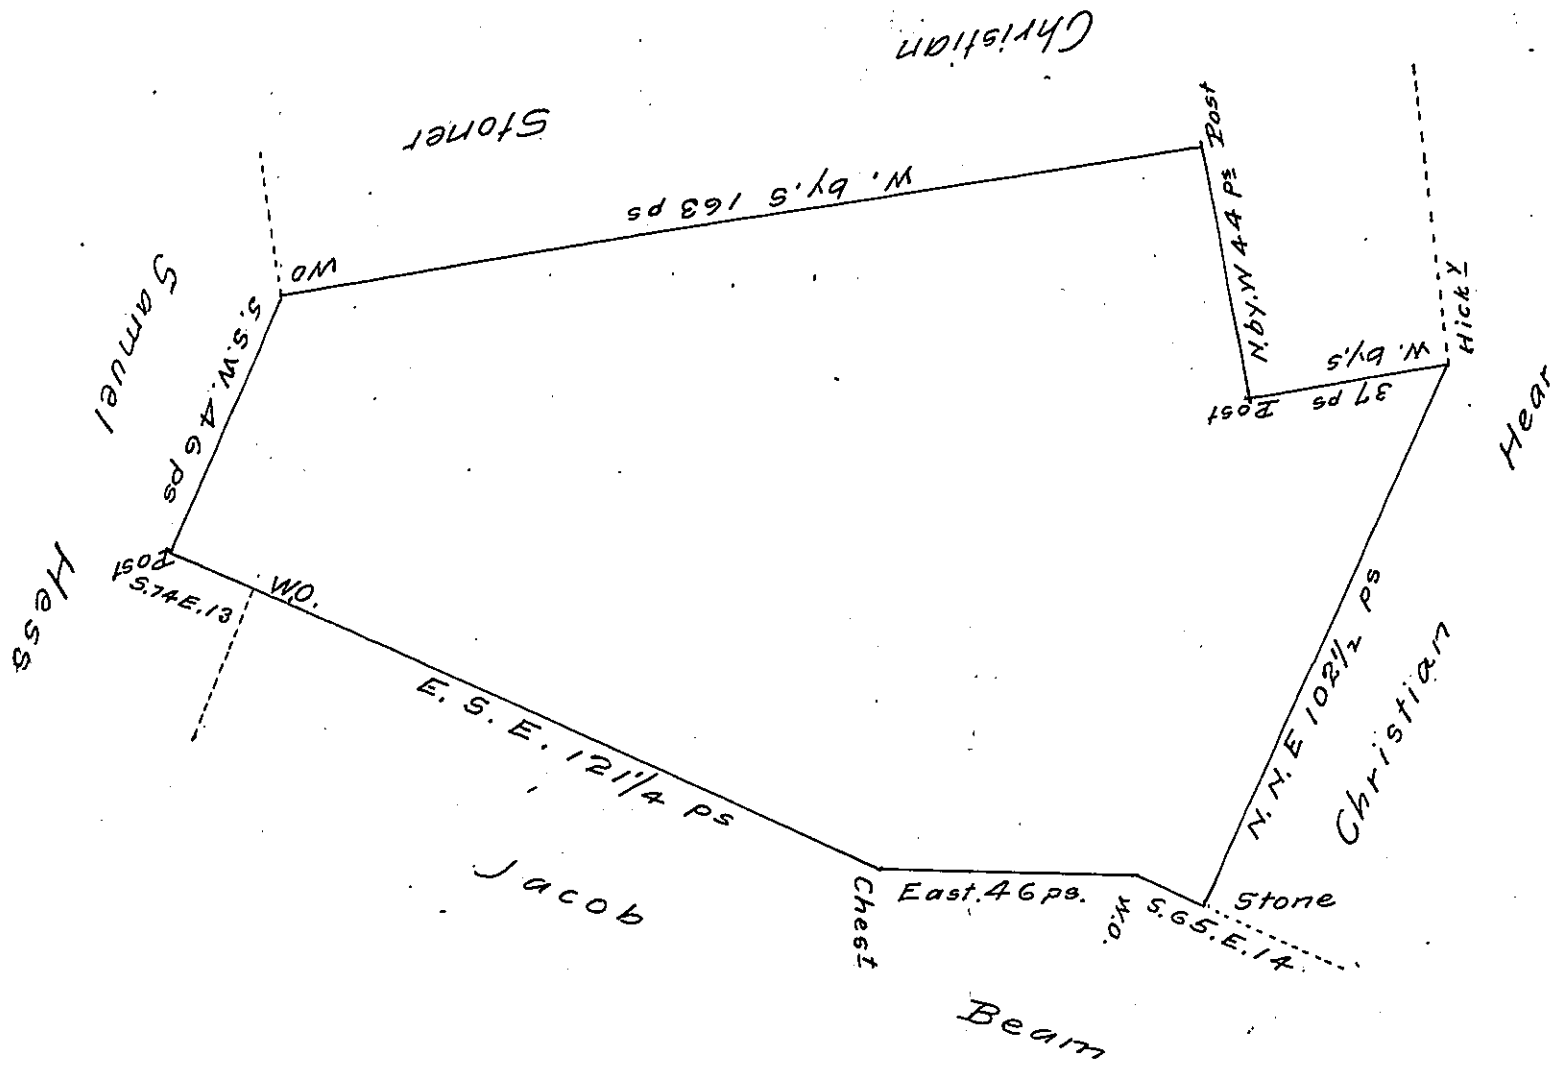 Christian
Stoner
Post
W. by. S 163 ps
N. by. W 44 ps
WO
Samuel
S.S.W. 46 ps
Hicky
W. by. S
37 ps
Post
Hear
Post
Hess
S.74E.13
W.O.
E. S. E. 121 1/4 ps
N. N. E 102 1/2 ps
Christian
Jacob
Chest
East. 46 ps.
W.O.
S.65.E.14
Stone
Beam